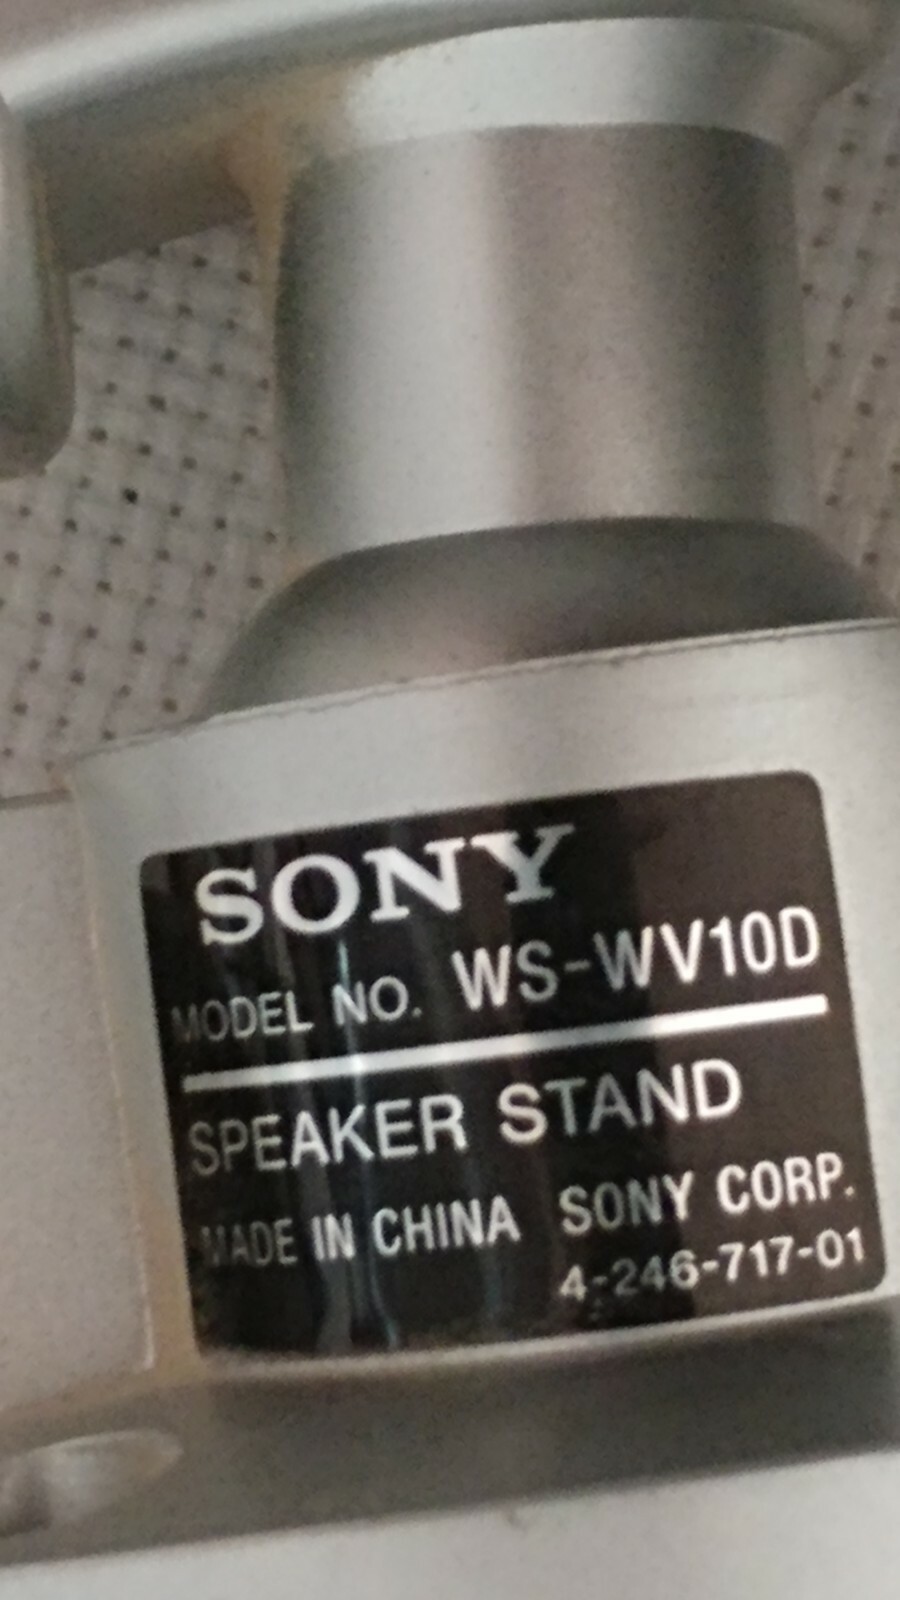 SONY
MODEL NO. WS-WV10D
SPEAKER STAND
MADE IN CHINA SONY CORP.
4-246-717-01